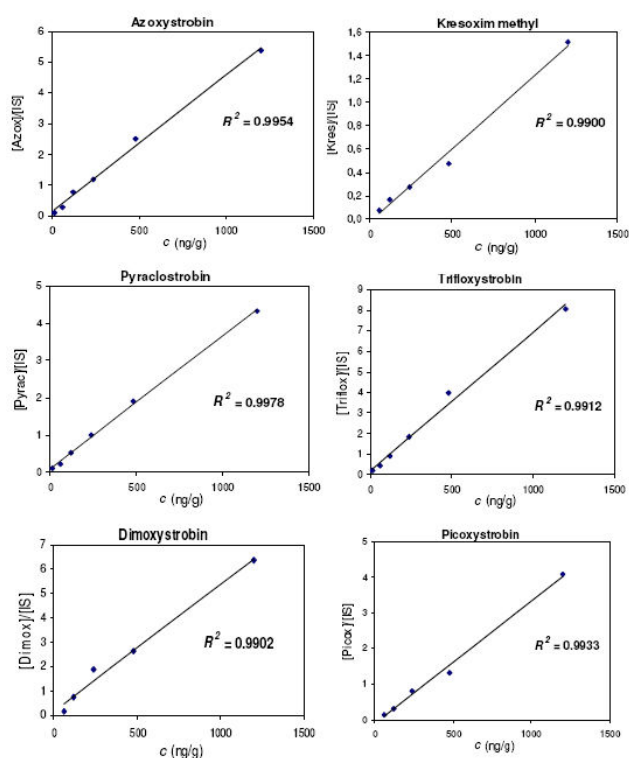 Azoxystrobin
6
5
4
3
2
1
0
[Azox]/[IS]
R² = 0.9954
0 500 1000 1500
c (ng/g)
Kresoxim methyl
1,6
1,4
1,2
1,0
0,8
0,6
0,4
0,2
0,0
[Kres]/[IS]
R² = 0.9900
0 500 1000 1500
c (ng/g)
Pyraclostrobin
5
4
3
2
1
0
[Pyrac]/[IS]
R² = 0.9978
0 500 1000 1500
c (ng/g)
Trifloxystrobin
9
8
7
6
5
4
3
2
1
0
[Triflox]/[IS]
R² = 0.9912
0 500 1000 1500
c (ng/g)
Dimoxystrobin
7
6
5
4
3
2
1
0
[Dimox]/[IS]
R² = 0.9902
0 500 1000 1500
c (ng/g)
Picoxystrobin
5
4
3
2
1
0
[Picox]/[IS]
R² = 0.9933
0 500 1000 1500
c (ng/g)